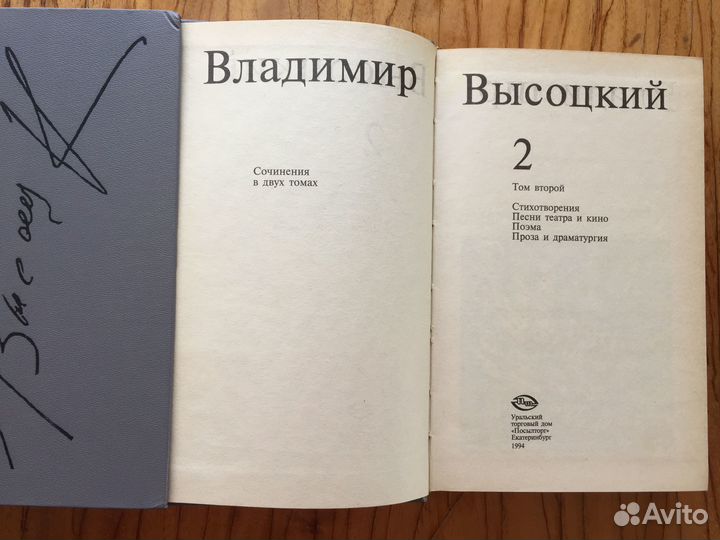 Высоцк
Владимир
Сочинения
в двух томах
Высоцкий
2
Том второй
Стихотворения
Песни театра и кино
Поэма
Проза и драматургия
Уральский
торговый дом
«Посылторг»
Екатеринбург
1994
Avito